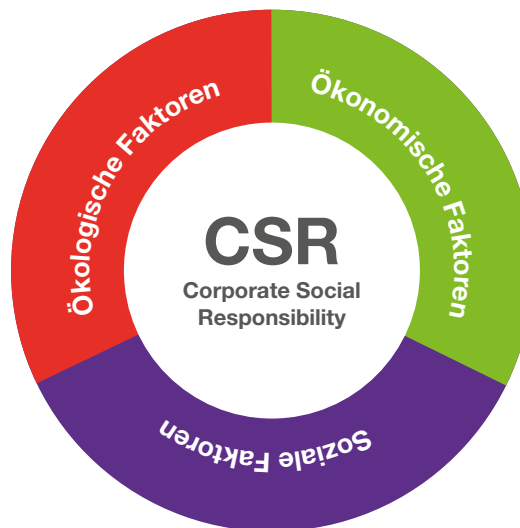 Ökologische Faktoren
Ökonomische Faktoren
CSR
Corporate Social
Responsibility
Soziale Faktoren